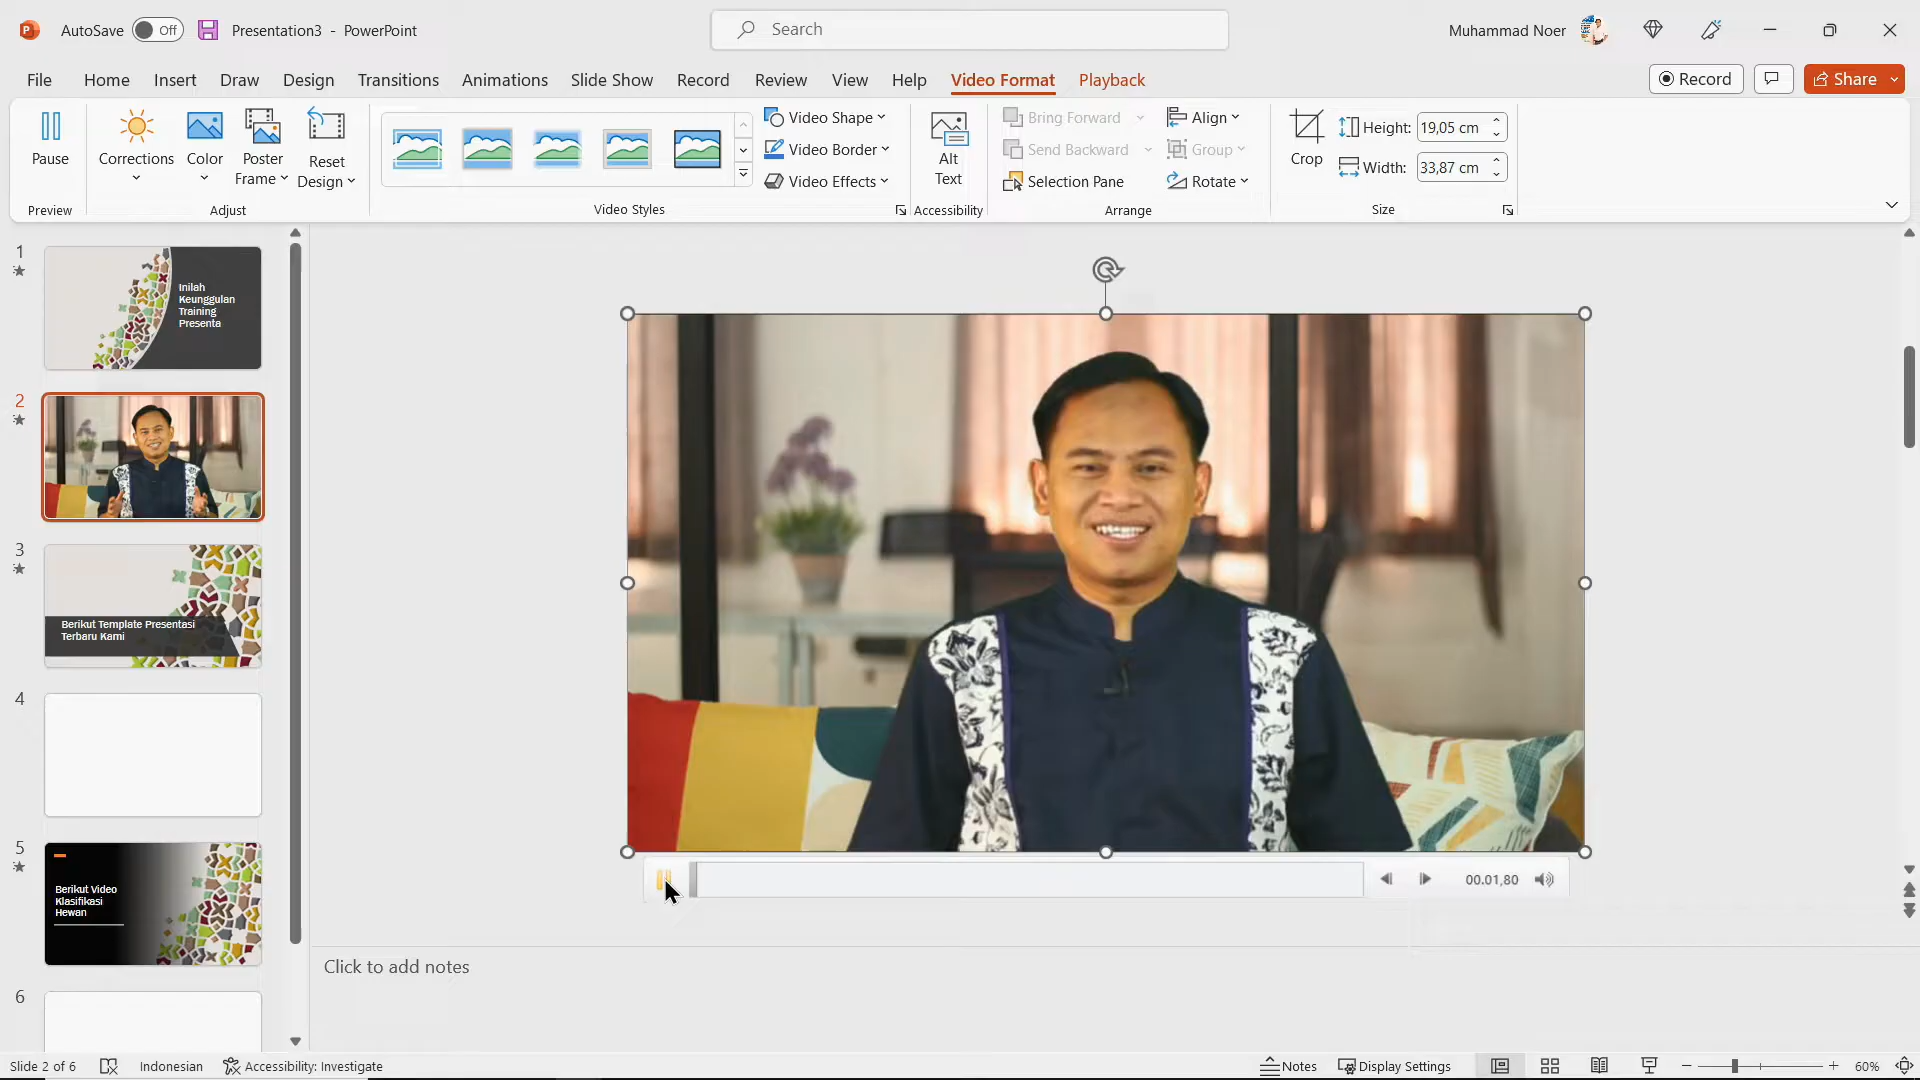 AutoSave Off Presentation3 - PowerPoint Search Muhammad Noer
File Home Insert Draw Design Transitions Animations Slide Show Record Review View Help Video Format Playback Record Share
Pause
Preview
Corrections
Color
Poster
Frame
Reset
Design
Adjust
Video Styles
Video Shape
Video Border
Video Effects
Alt
Text
Accessibility
Bring Forward
Send Backward
Selection Pane
Align
Group
Rotate
Arrange
Crop
Height: 19,05 cm
Width: 33,87 cm
Size
1
Inilah
Keunggulan
Training
Presenta
2
3
Berikut Template Presentasi
Terbaru Kami
4
5
Berikut Video
Klasifikasi
Hewan
6
00.01,80
Click to add notes
Slide 2 of 6 Indonesian Accessibility: Investigate Notes Display Settings 60%